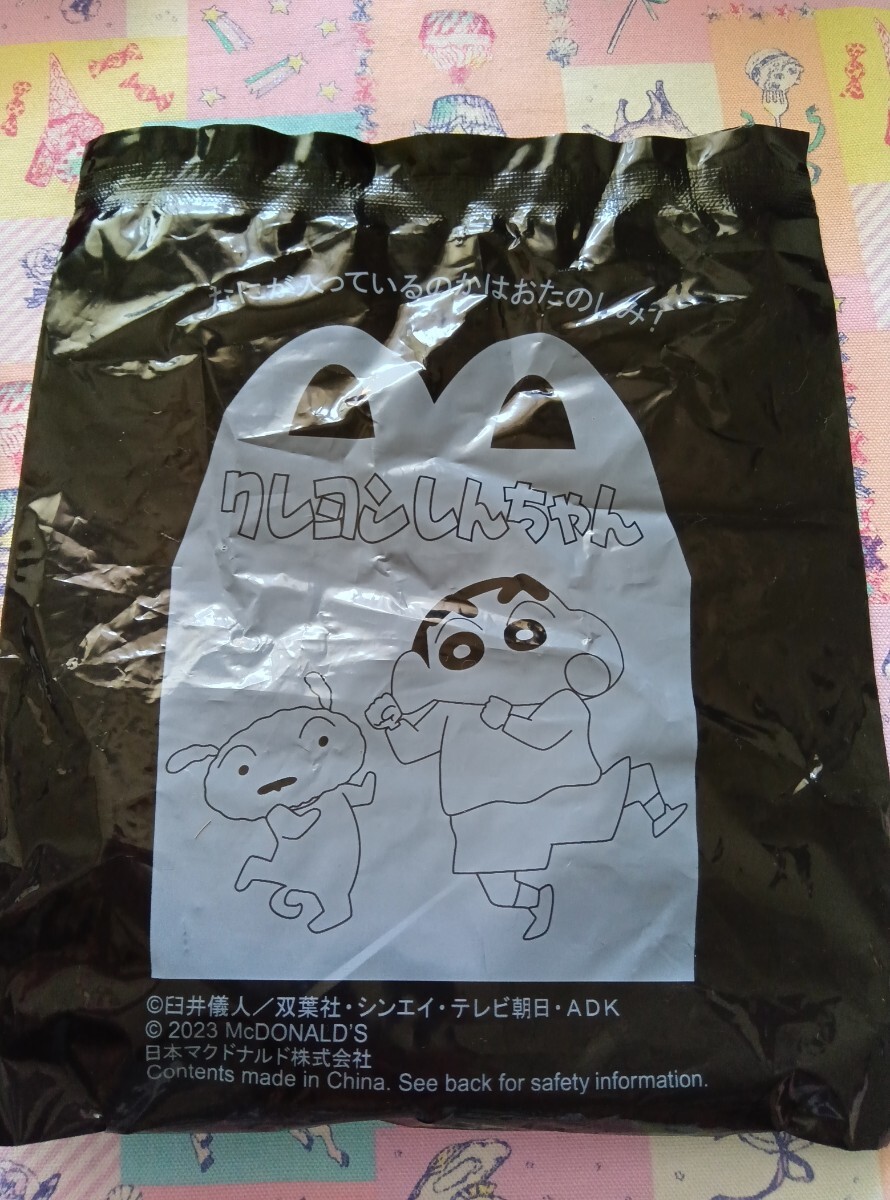 なにが入っているのかはおたのしみ!
クレヨンしんちゃん
©臼井儀人/双葉社・シンエイ・テレビ朝日・ADK
© 2023 McDONALD'S
日本マクドナルド株式会社
Contents made in China. See back for safety information.